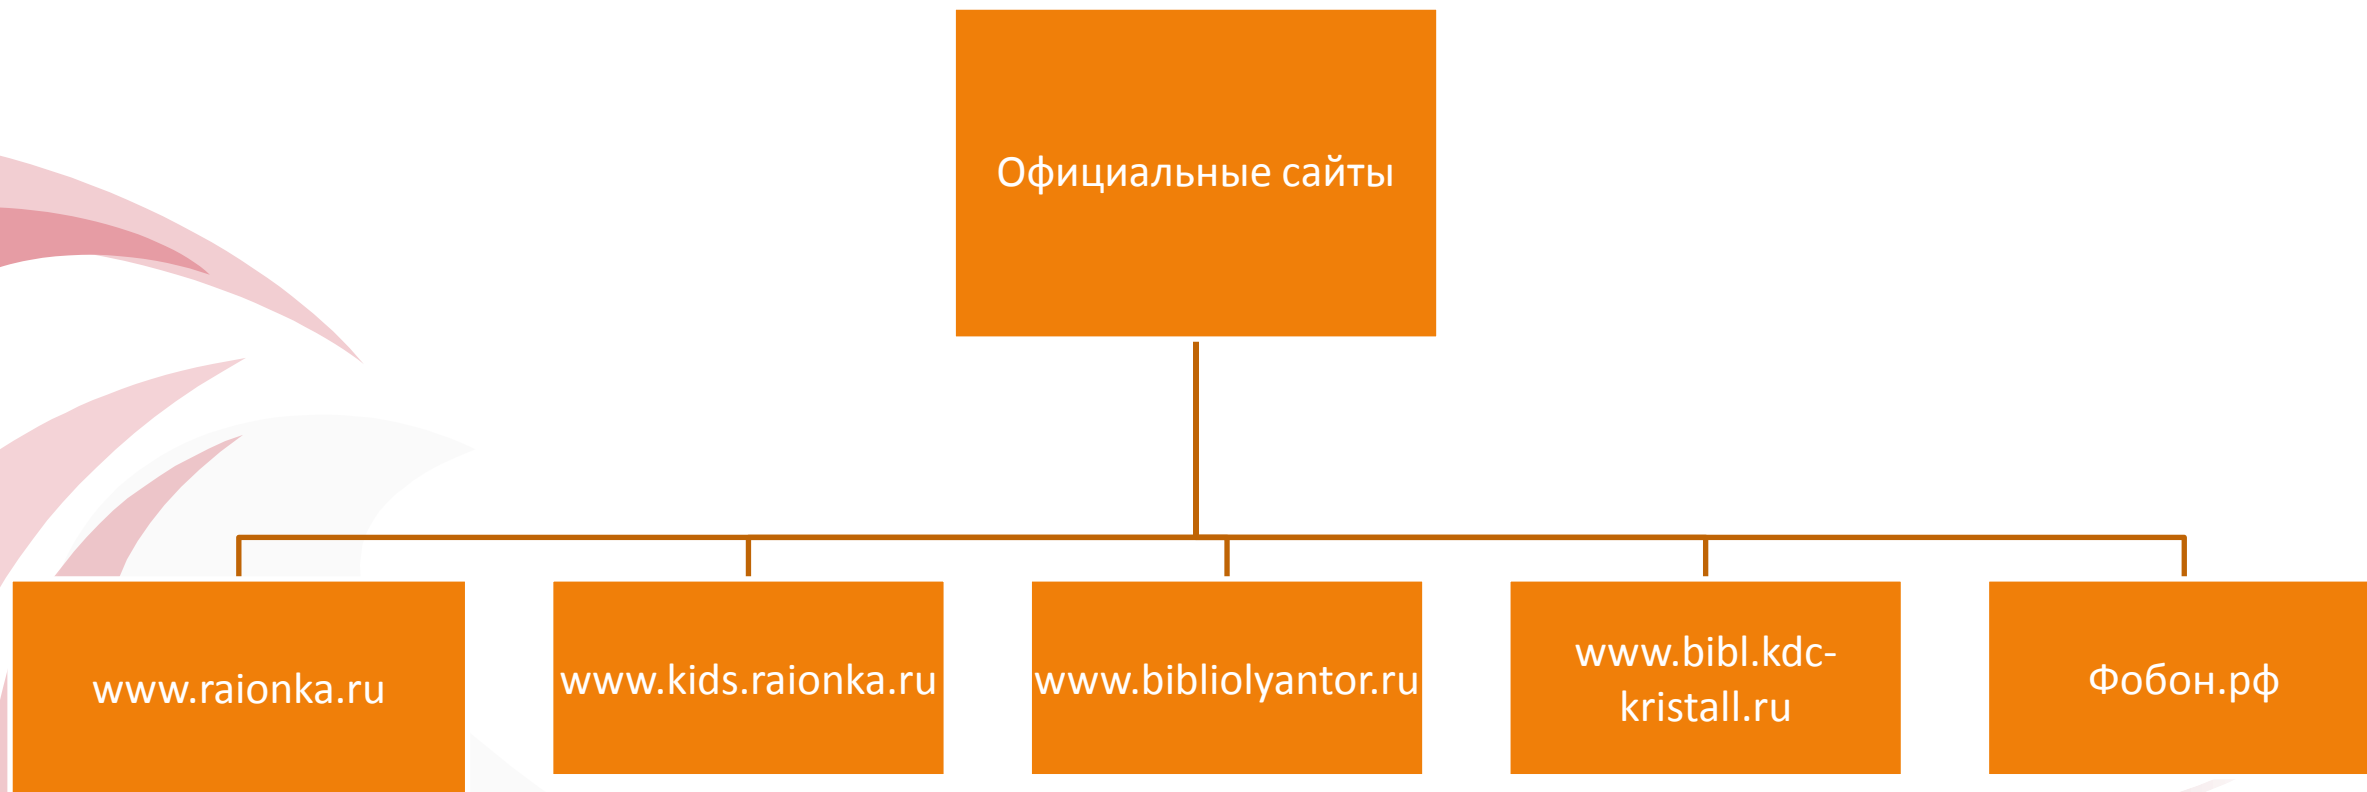 Официальные сайты
www.raionka.ru
www.kids.raionka.ru
www.bibliolyantor.ru
www.bibl.kdc-
kristall.ru
Фобон.рф